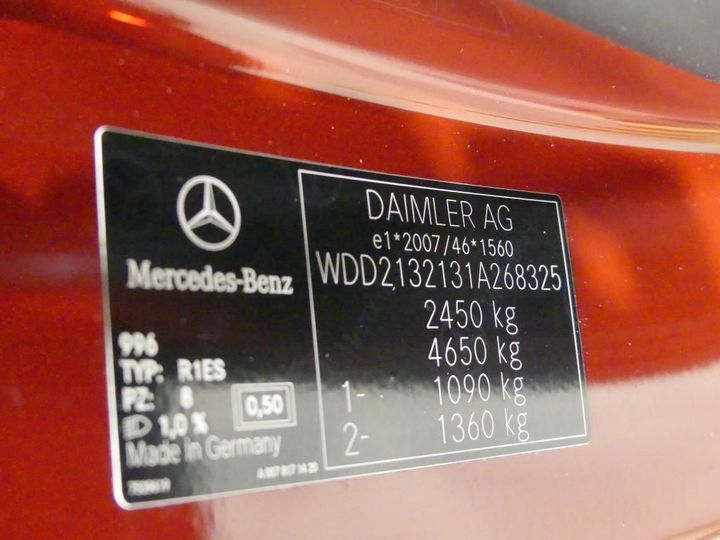 Mercedes-Benz
996
TYP: R1ES
PZ: 8
1,0 %
0,50
Made in Germany
DAIMLER AG
e1*2007/46*1560
WDD2132131A268325
2450 kg
4650 kg
1- 1090 kg
2- 1360 kg